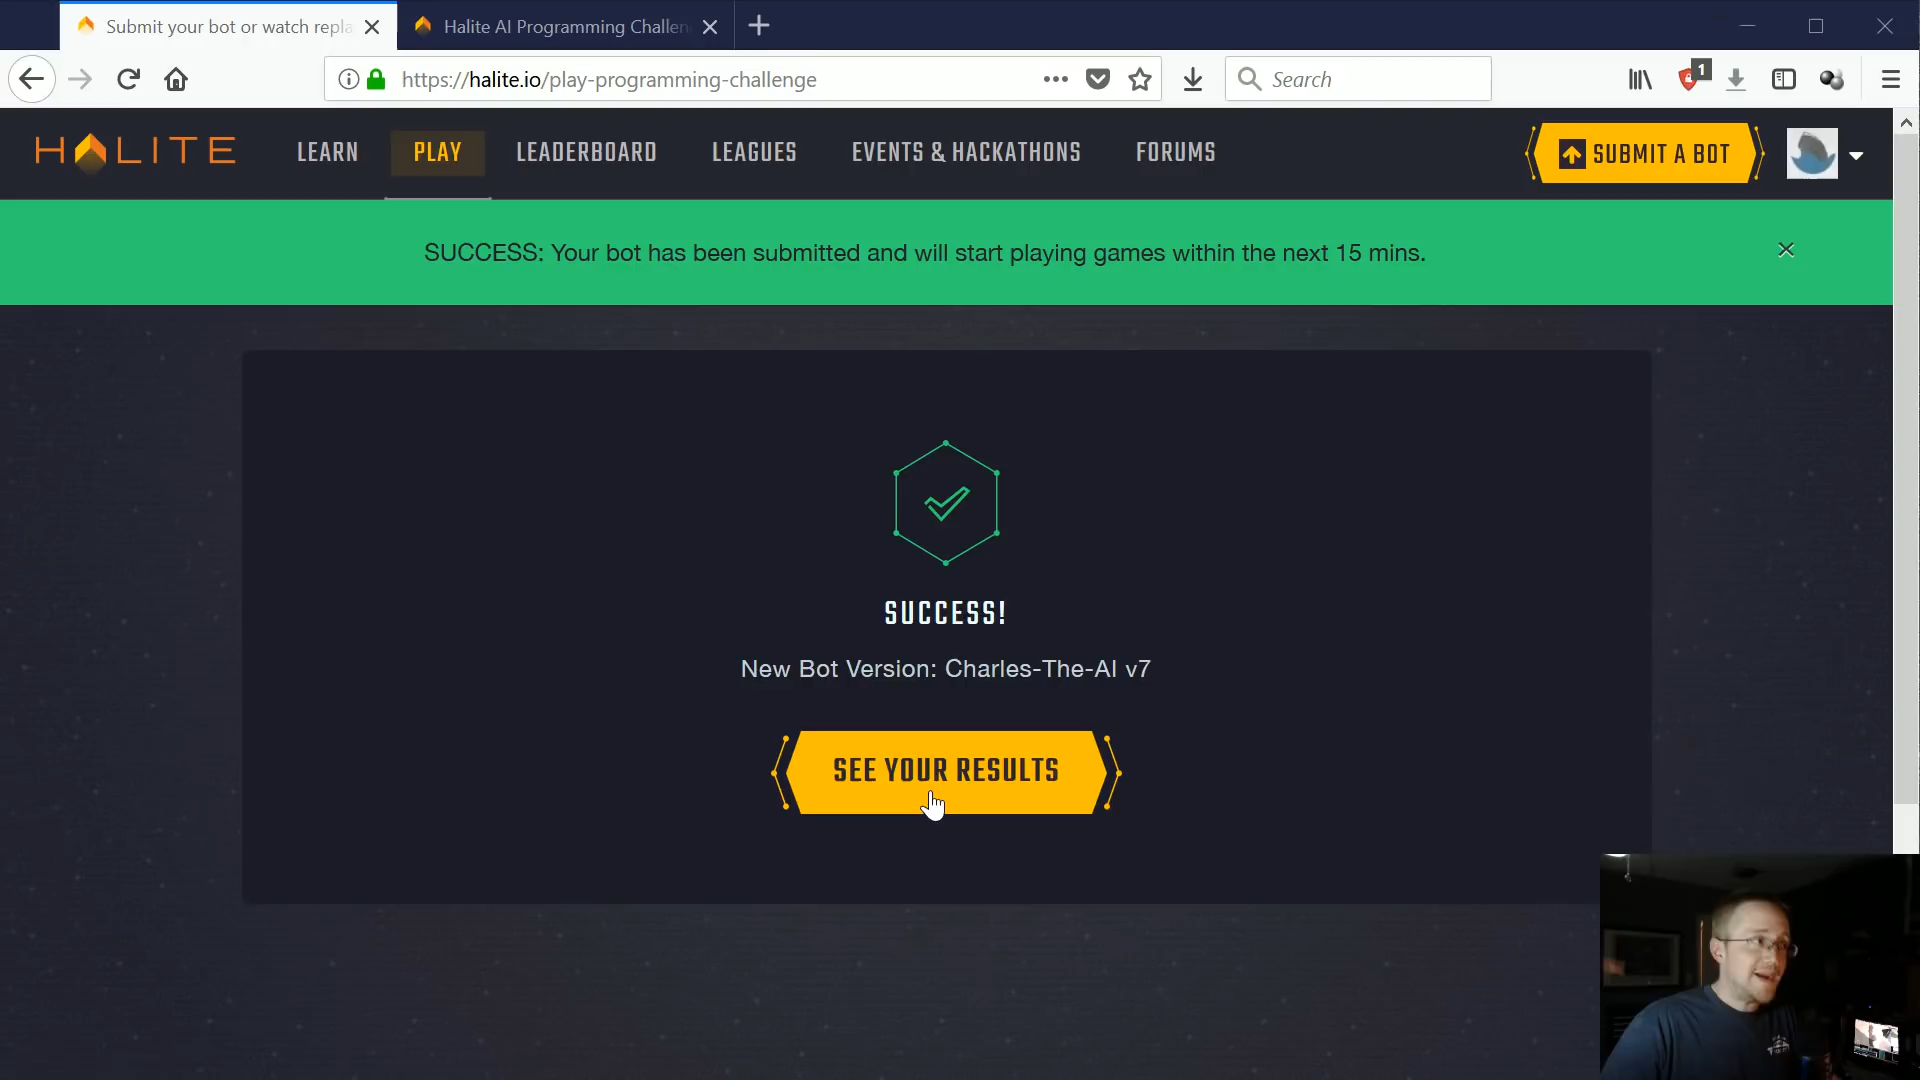 Submit your bot or watch repla
Halite AI Programming Challen
https://halite.io/play-programming-challenge
Search
1
HALITE
LEARN
PLAY
LEADERBOARD
LEAGUES
EVENTS & HACKATHONS
FORUMS
SUBMIT A BOT
SUCCESS: Your bot has been submitted and will start playing games within the next 15 mins.
SUCCESS!
New Bot Version: Charles-The-AI v7
SEE YOUR RESULTS